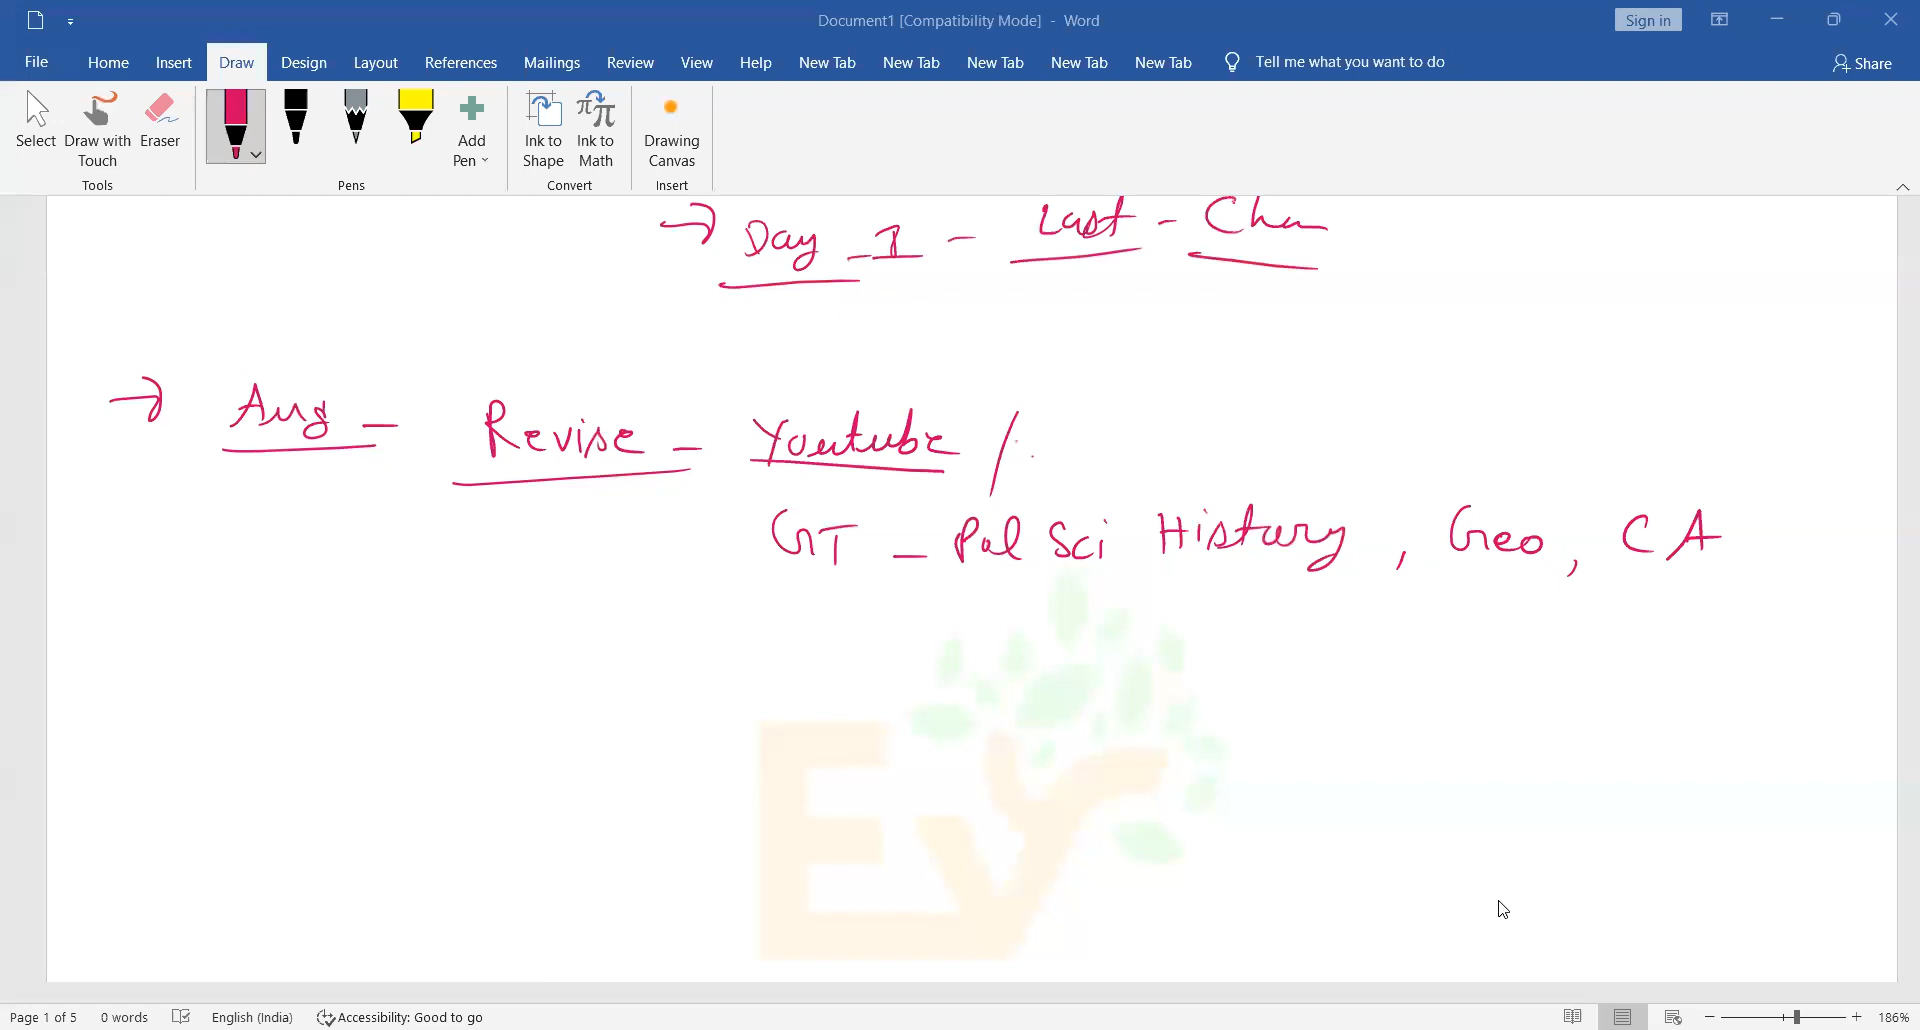 Document1 [Compatibility Mode] - Word
Sign in
File Home Insert Draw Design Layout References Mailings Review View Help New Tab New Tab New Tab New Tab New Tab Tell me what you want to do Share
Select Draw with Touch Eraser Add Pen Ink to Shape Ink to Math Drawing Canvas
Tools Pens Convert Insert
→ Day - 1 - Last - Cha
→ Aug - Revise - Youtube /
GT - Pol Sci History, Geo, CA
EY
Page 1 of 5 0 words English (India) Accessibility: Good to go 186%